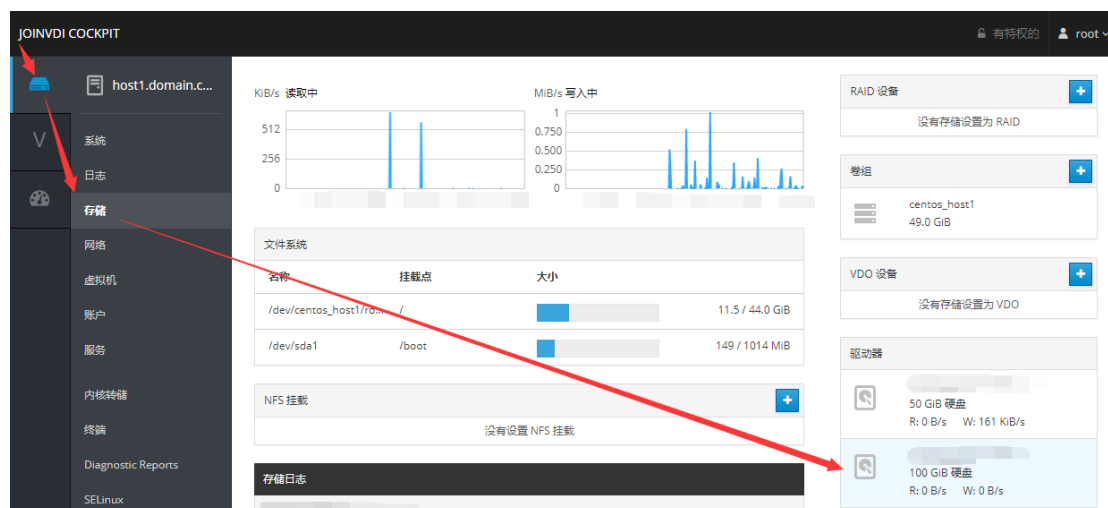 JOINVDI COCKPIT
有特权的
root
host1.domain.c...
V
系统
日志
存储
网络
虚拟机
账户
服务
内核转储
终端
Diagnostic Reports
SELinux
KiB/s 读取中
512
256
0
MiB/s 写入中
1
0.750
0.500
0.250
0
文件系统
名称 挂载点 大小
/dev/centos_host1/ro... / 11.5 / 44.0 GiB
/dev/sda1 /boot 149 / 1014 MiB
NFS 挂载
没有设置 NFS 挂载
存储日志
RAID 设备
没有存储设置为 RAID
卷组
centos_host1
49.0 GiB
VDO 设备
没有存储设置为 VDO
驱动器
50 GiB 硬盘
R: 0 B/s W: 161 KiB/s
100 GiB 硬盘
R: 0 B/s W: 0 B/s